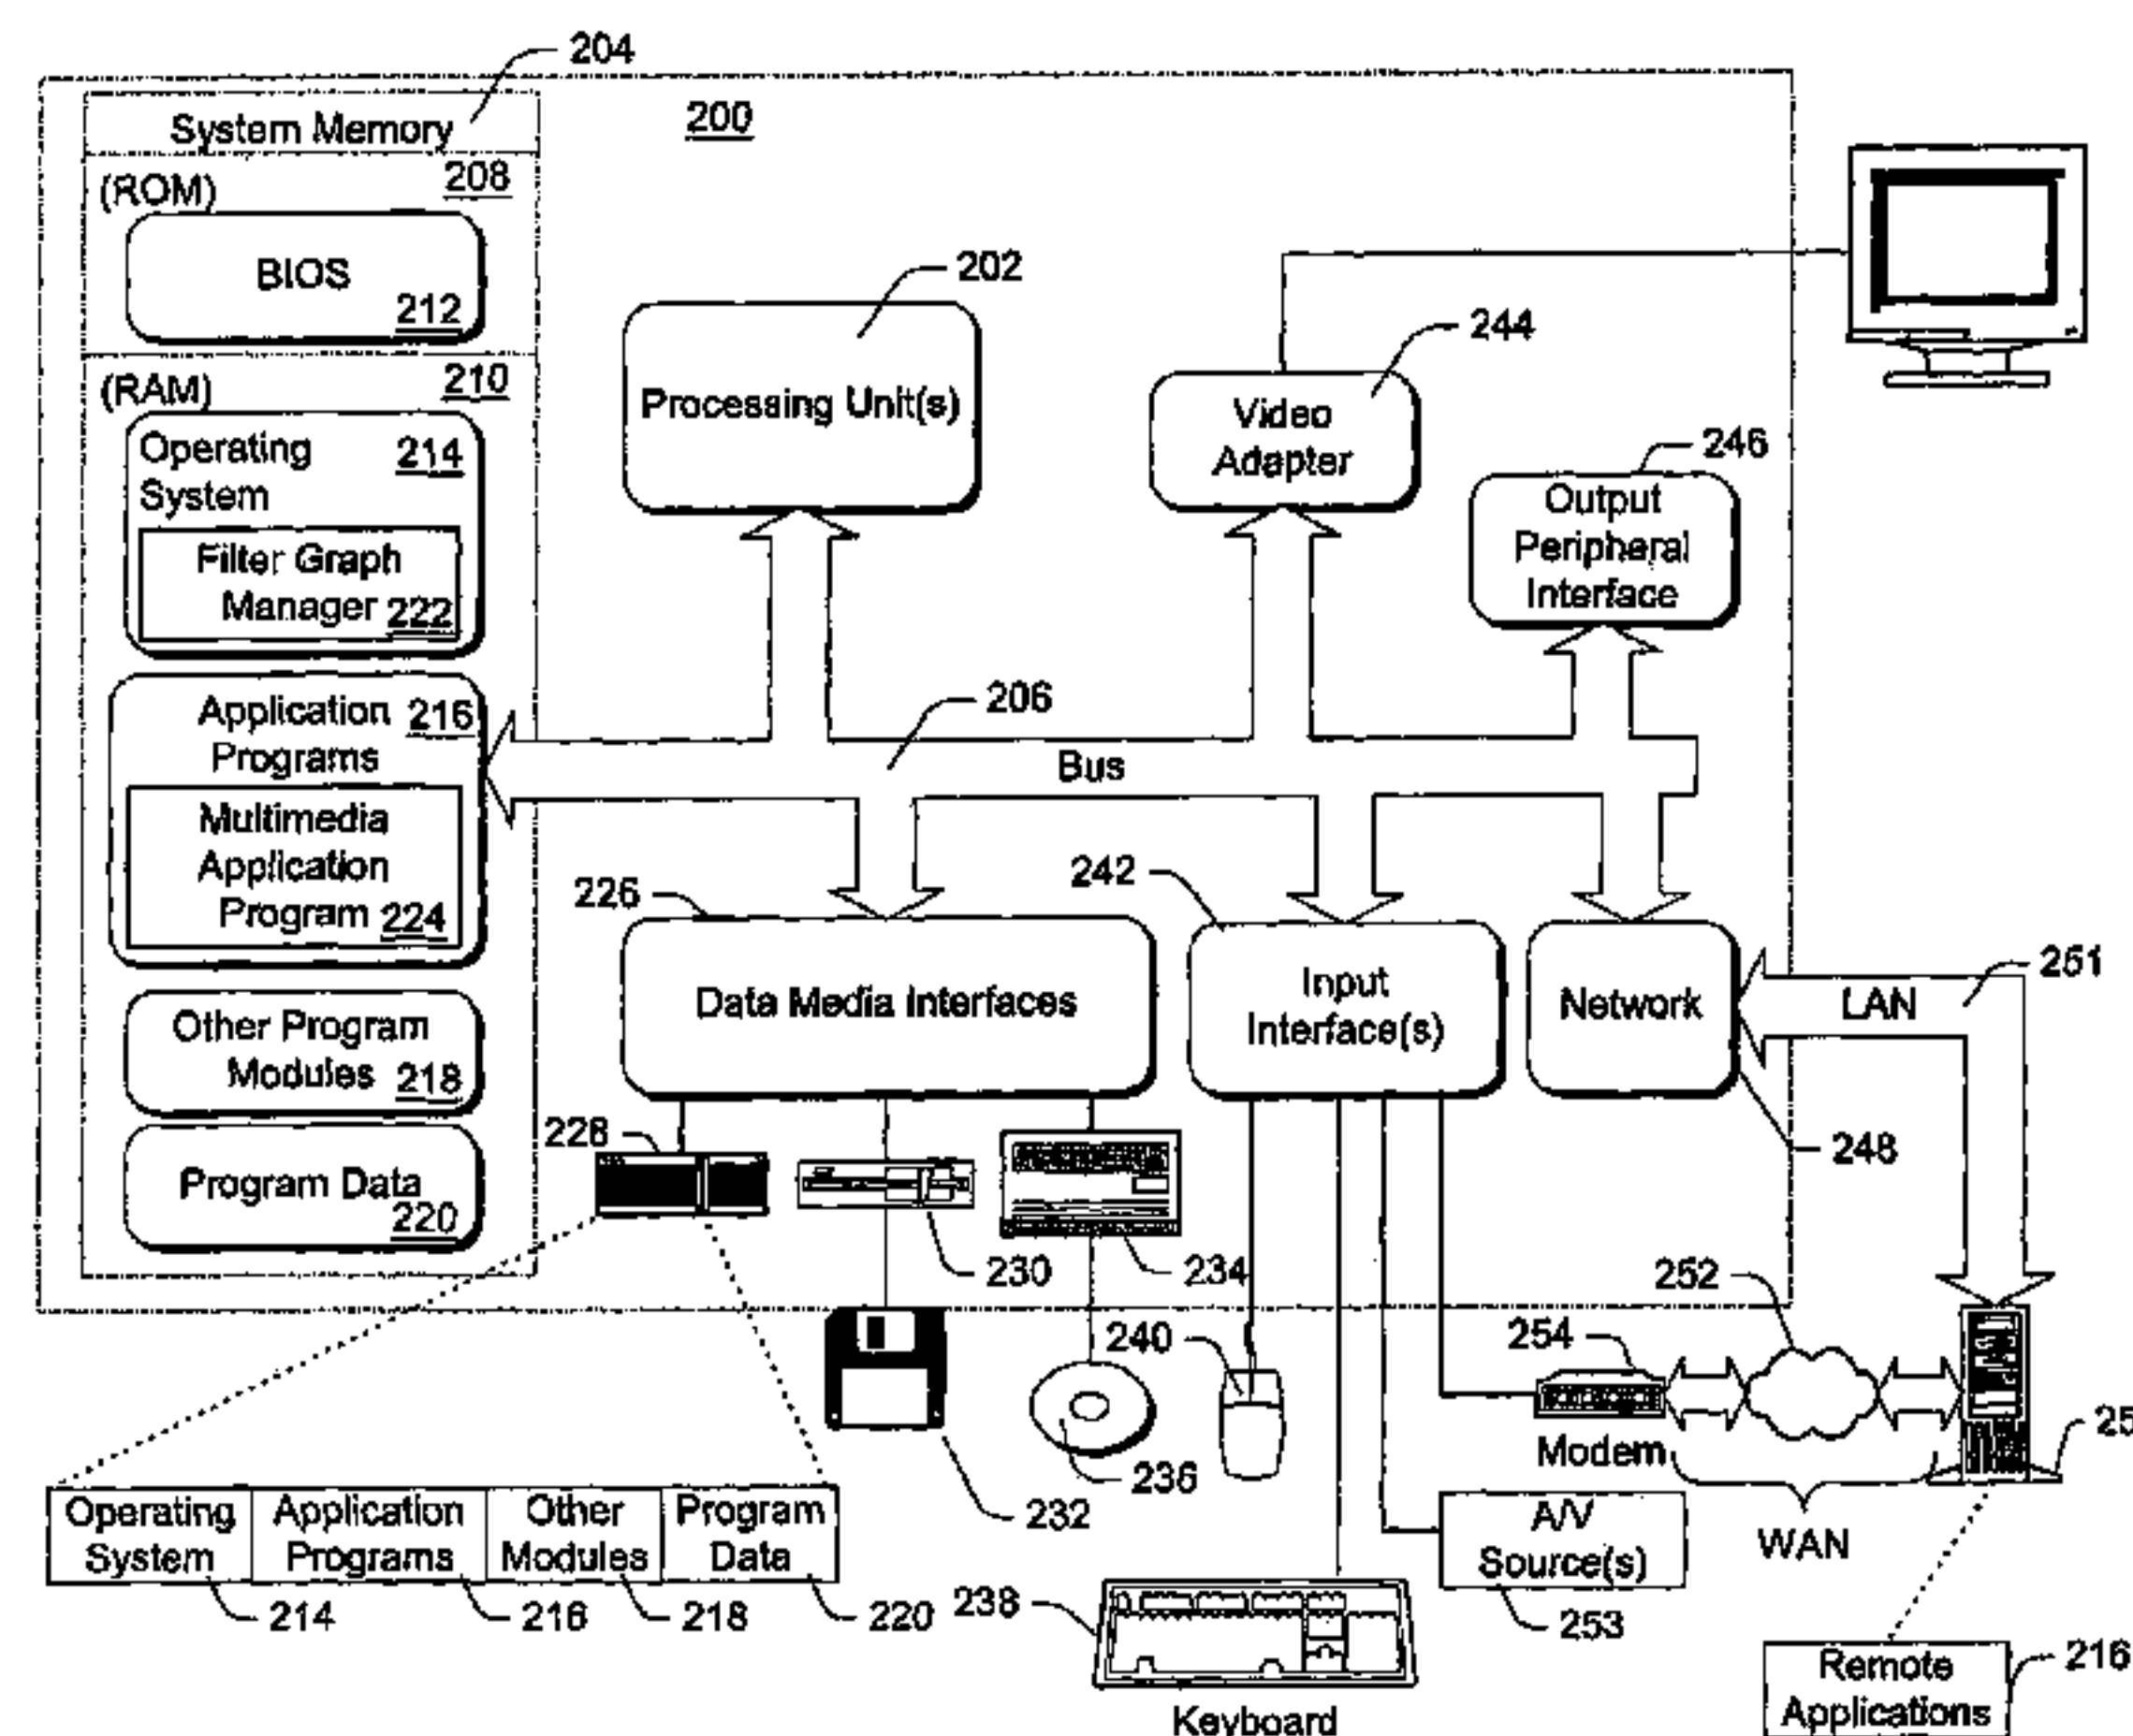 204
System Memory
200
(ROM)
208
BIOS
212
202
244
(RAM)
210
Processing Unit(s)
Video
Adapter
246
Operating
System
214
Output
Peripheral
Interface
Filter Graph
Manager 222
206
Application 216
Programs
Bus
Multimedia
Application
Program 224
226
242
251
Data Media Interfaces
Input
Interface(s)
Network
LAN
Other Program
Modules 218
228
248
Program Data
220
230
234
252
240
254
236
Modem
232
WAN
Operating
System
Application
Programs
Other
Modules
Program
Data
A/V
Source(s)
214
216
218
220
238
253
Remote
Applications
216
Keyboard